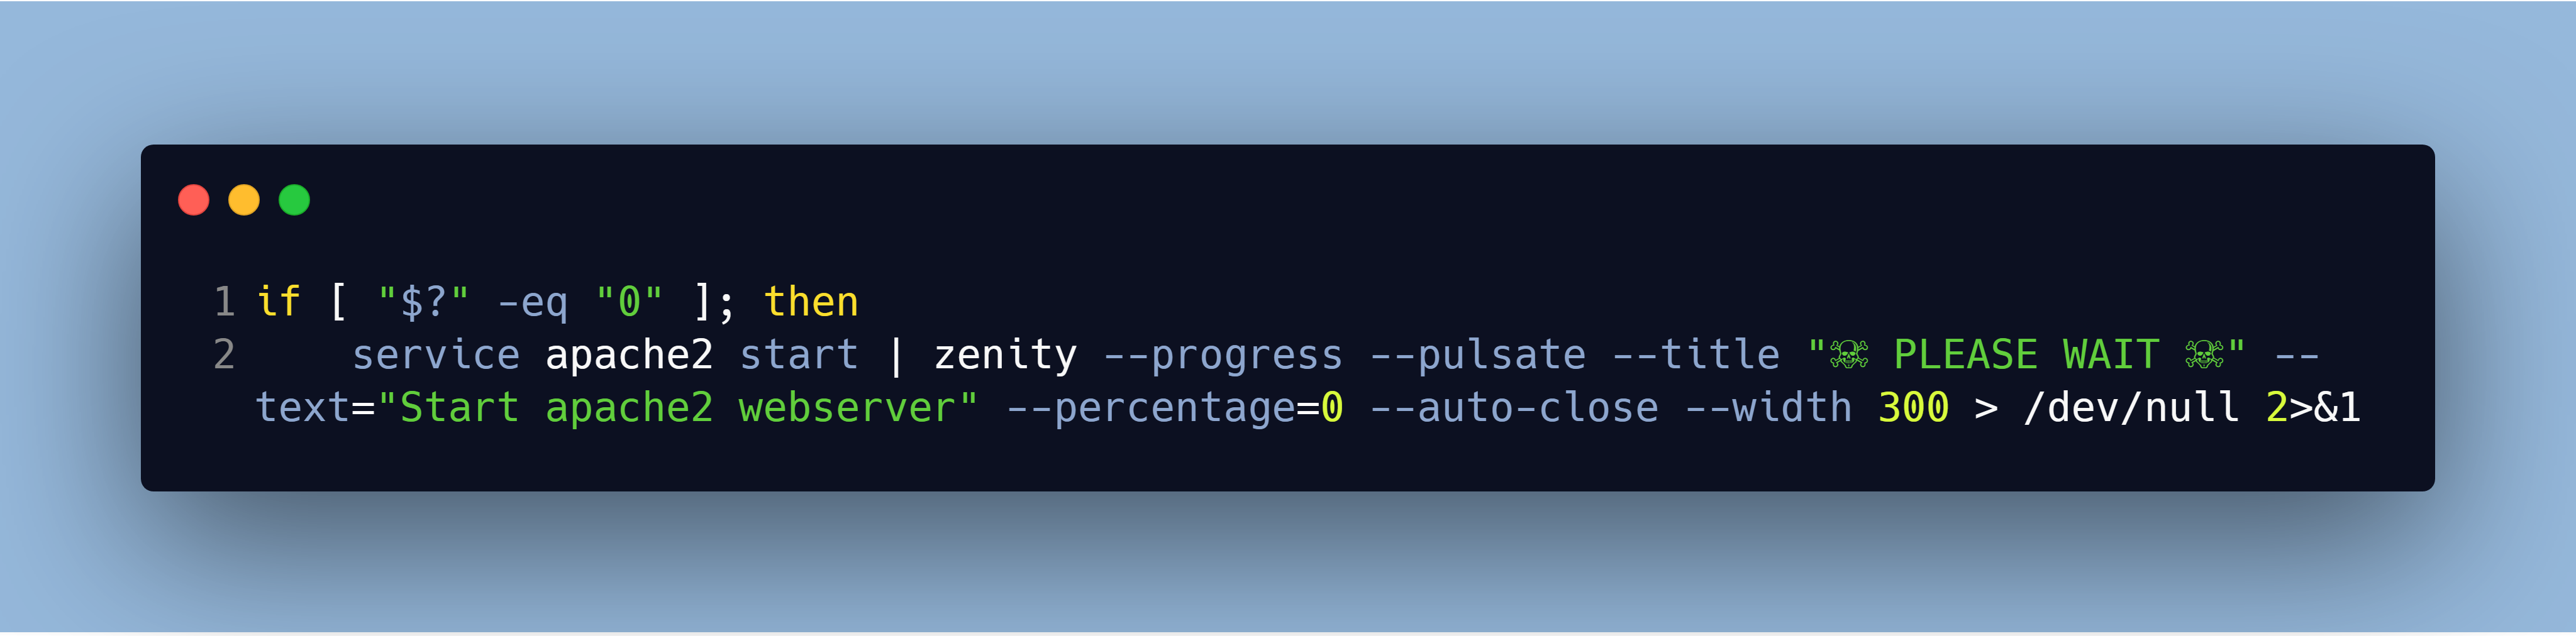 1 if [ "$?" -eq "0" ]; then
2     service apache2 start | zenity --progress --pulsate --title "☠ PLEASE WAIT ☠" --
text="Start apache2 webserver" --percentage=0 --auto-close --width 300 > /dev/null 2>&1